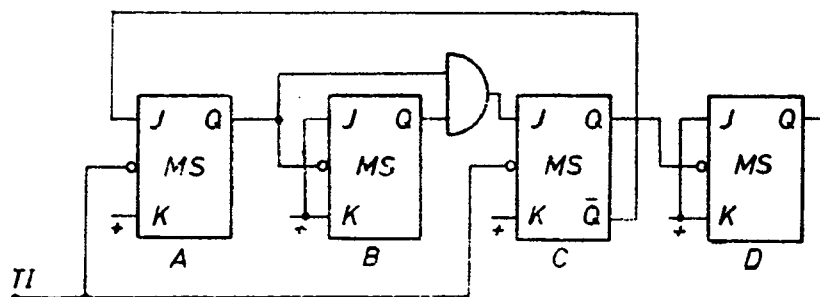 J Q J Q J Q J Q
MS MS MS MS
K K K Q̄ K
+ + + +
A B C D
TI